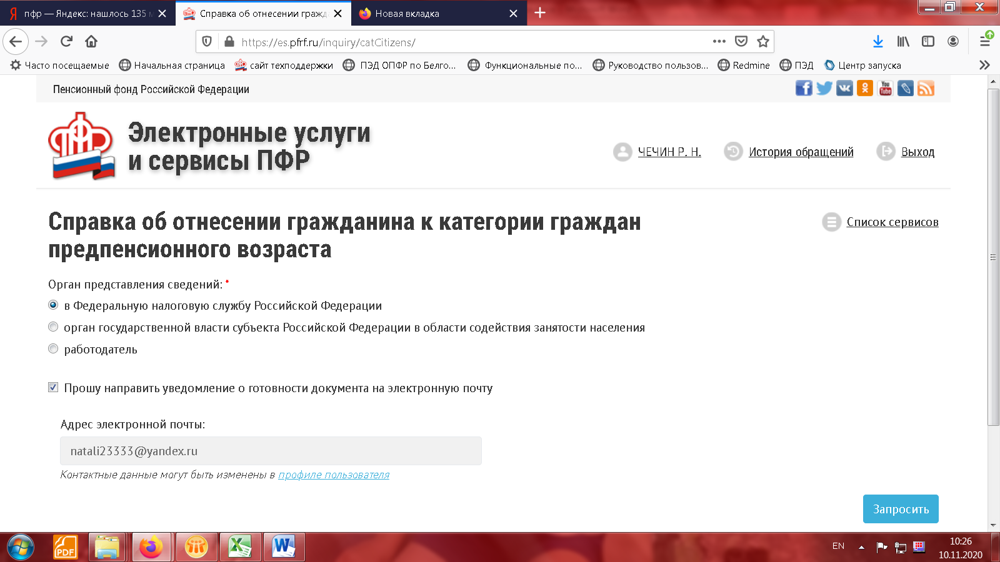 пфр — Яндекс: нашлось 135 м
Справка об отнесении гражд
Новая вкладка
https://es.pfrf.ru/inquiry/catCitizens/
Часто посещаемые
Начальная страница
сайт техподдержки
ПЭД ОПФР по Белго...
Функциональные по...
Руководство пользов...
Redmine
ПЭД
Центр запуска
Пенсионный фонд Российской Федерации
You Tube
Электронные услуги
и сервисы ПФР
ЧЕЧИН Р. Н.
История обращений
Выход
Справка об отнесении гражданина к категории граждан
предпенсионного возраста
Список сервисов
Орган представления сведений: *
в Федеральную налоговую службу Российской Федерации
орган государственной власти субъекта Российской Федерации в области содействия занятости населения
работодатель
Прошу направить уведомление о готовности документа на электронную почту
Адрес электронной почты:
natali23333@yandex.ru
Контактные данные могут быть изменены в профиле пользователя
Запросить
PDF
EN
10:26
10.11.2020